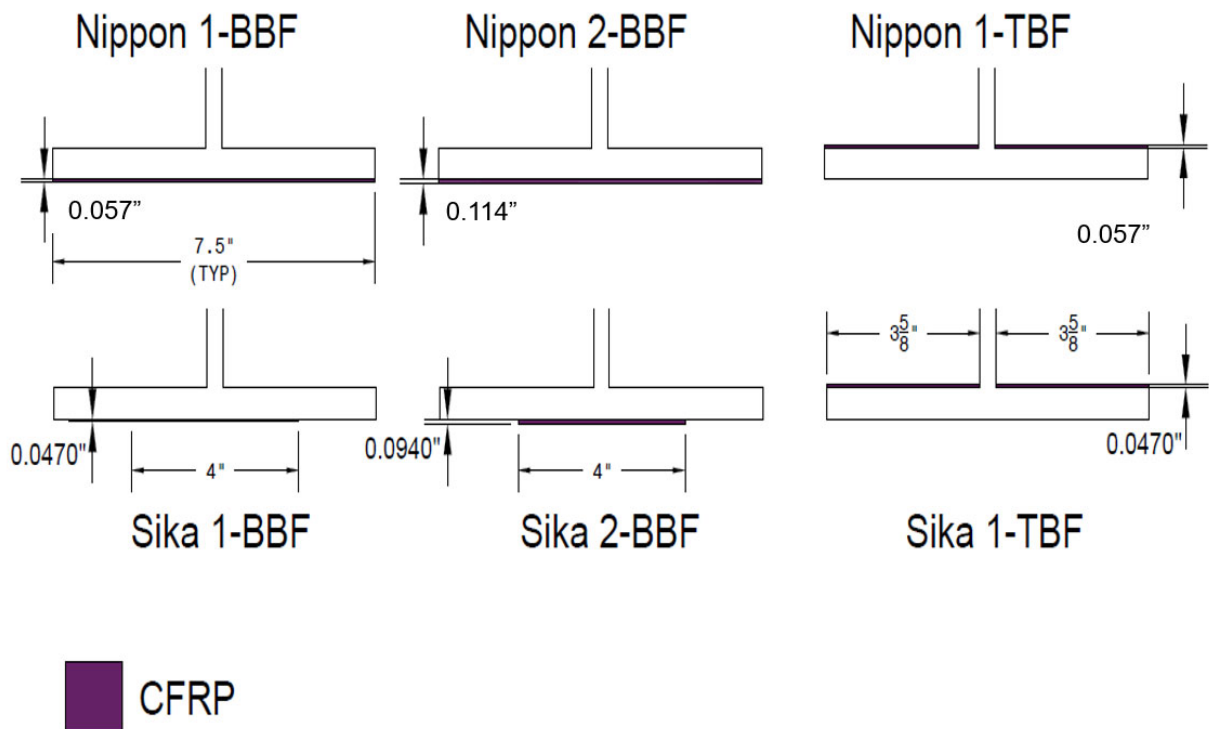 Nippon 1-BBF
Nippon 2-BBF
Nippon 1-TBF
0.057”
0.114”
0.057”
7.5"
(TYP)
3 5/8"
3 5/8"
0.0470"
4"
0.0940"
4"
0.0470"
Sika 1-BBF
Sika 2-BBF
Sika 1-TBF
CFRP